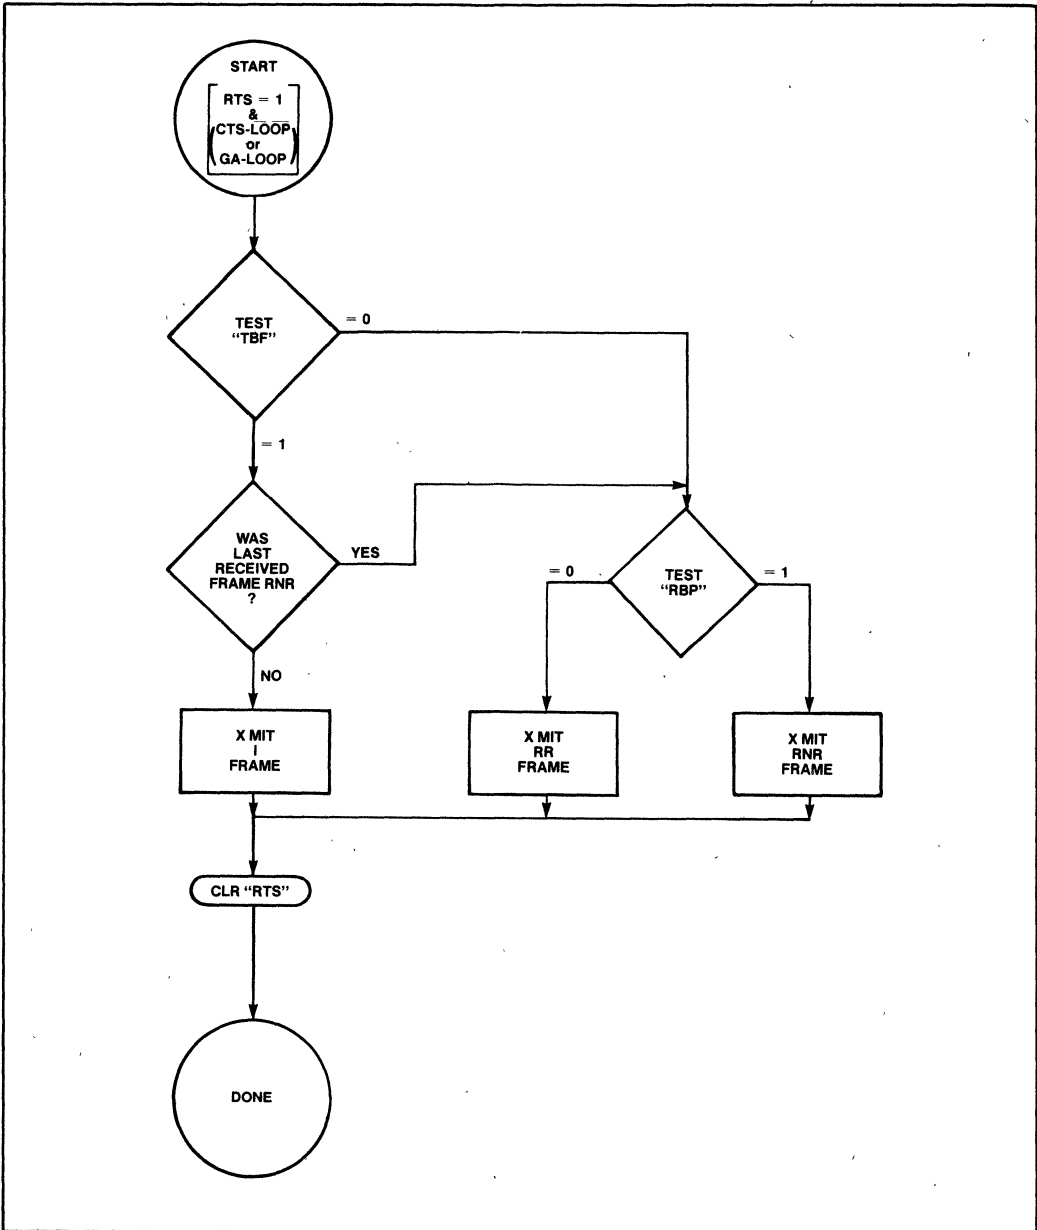 START
RTS = 1
&
(CTS-LOOP
or
GA-LOOP)
TEST
“TBF”
= 0
= 1
WAS
LAST
RECEIVED
FRAME RNR
?
YES
NO
TEST
“RBP”
= 0
= 1
X MIT
I
FRAME
X MIT
RR
FRAME
X MIT
RNR
FRAME
CLR “RTS”
DONE